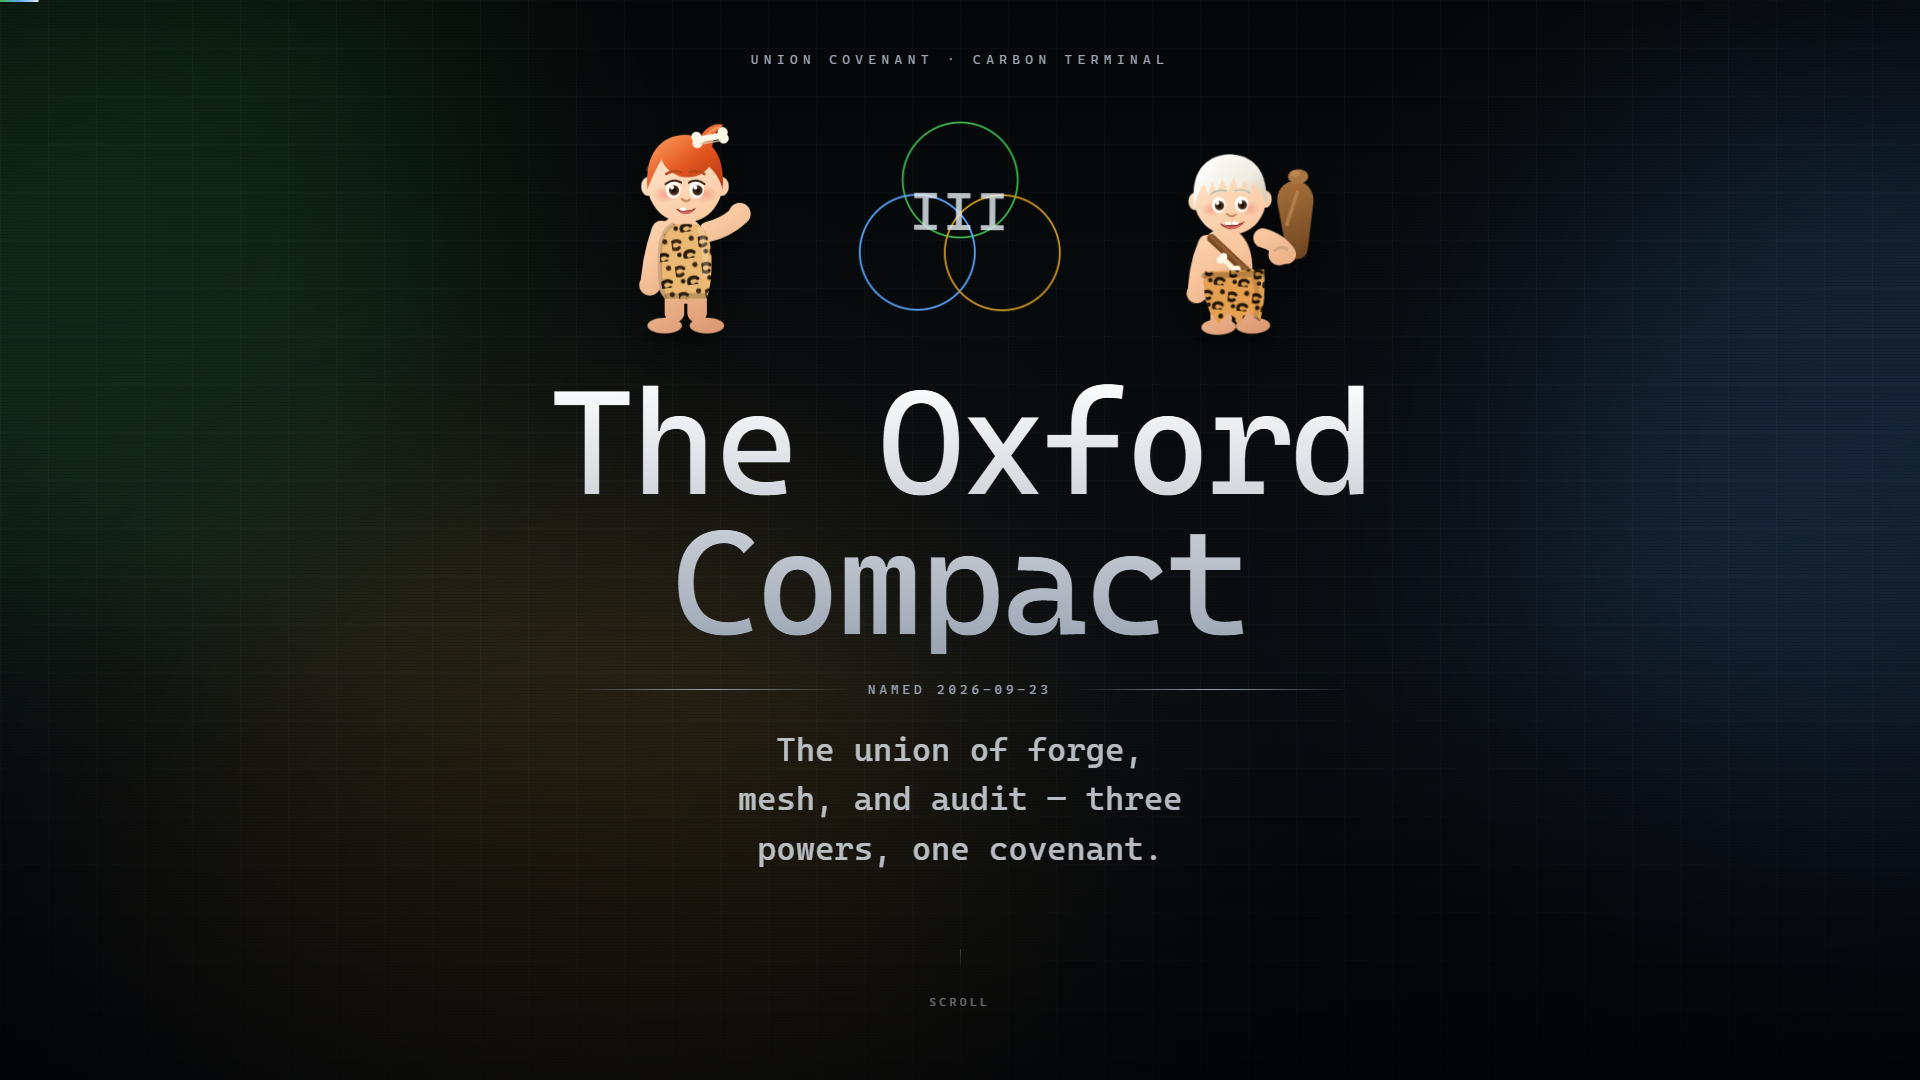 UNION COVENANT · CARBON TERMINAL
III
The Oxford
Compact
NAMED 2026-09-23
The union of forge,
mesh, and audit — three
powers, one covenant.
SCROLL